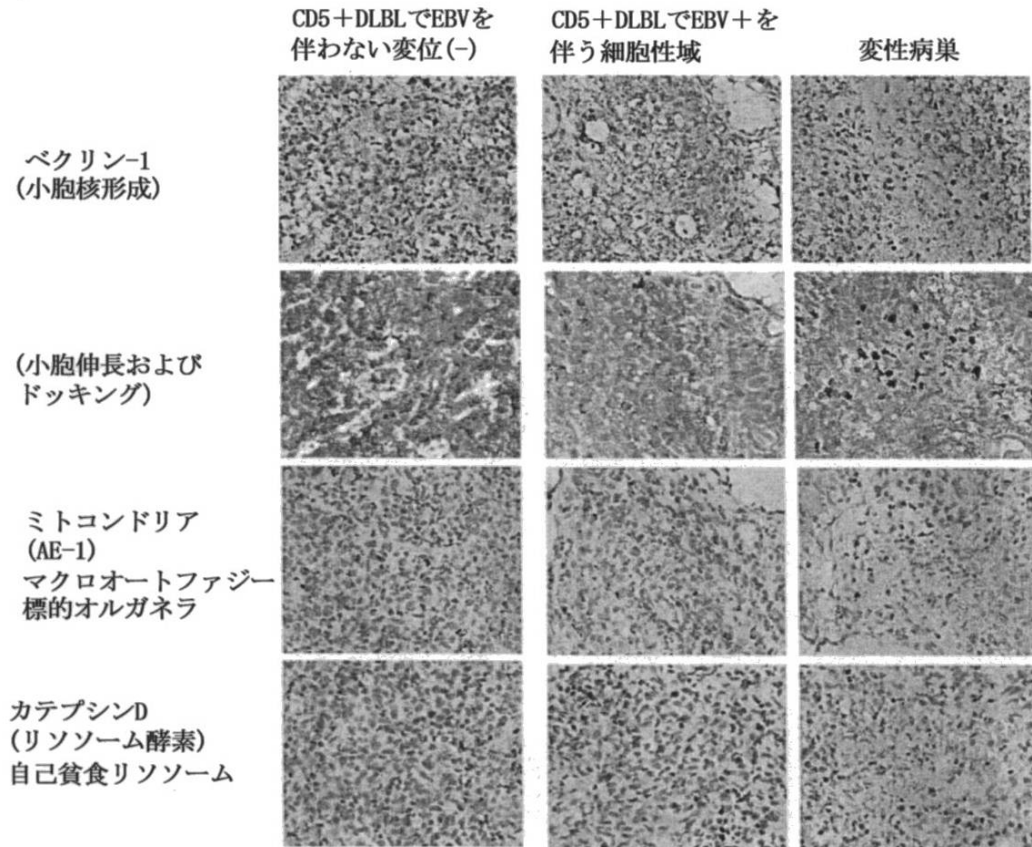 CD5+DLBLでEBVを
伴わない変位(-)
CD5+DLBLでEBV+を
伴う細胞性域
変性病巣
ベクリン-1
(小胞核形成)
(小胞伸長および
ドッキング)
ミトコンドリア
(AE-1)
マクロオートファジー
標的オルガネラ
カテプシンD
(リソソーム酵素)
自己貧食リソソーム